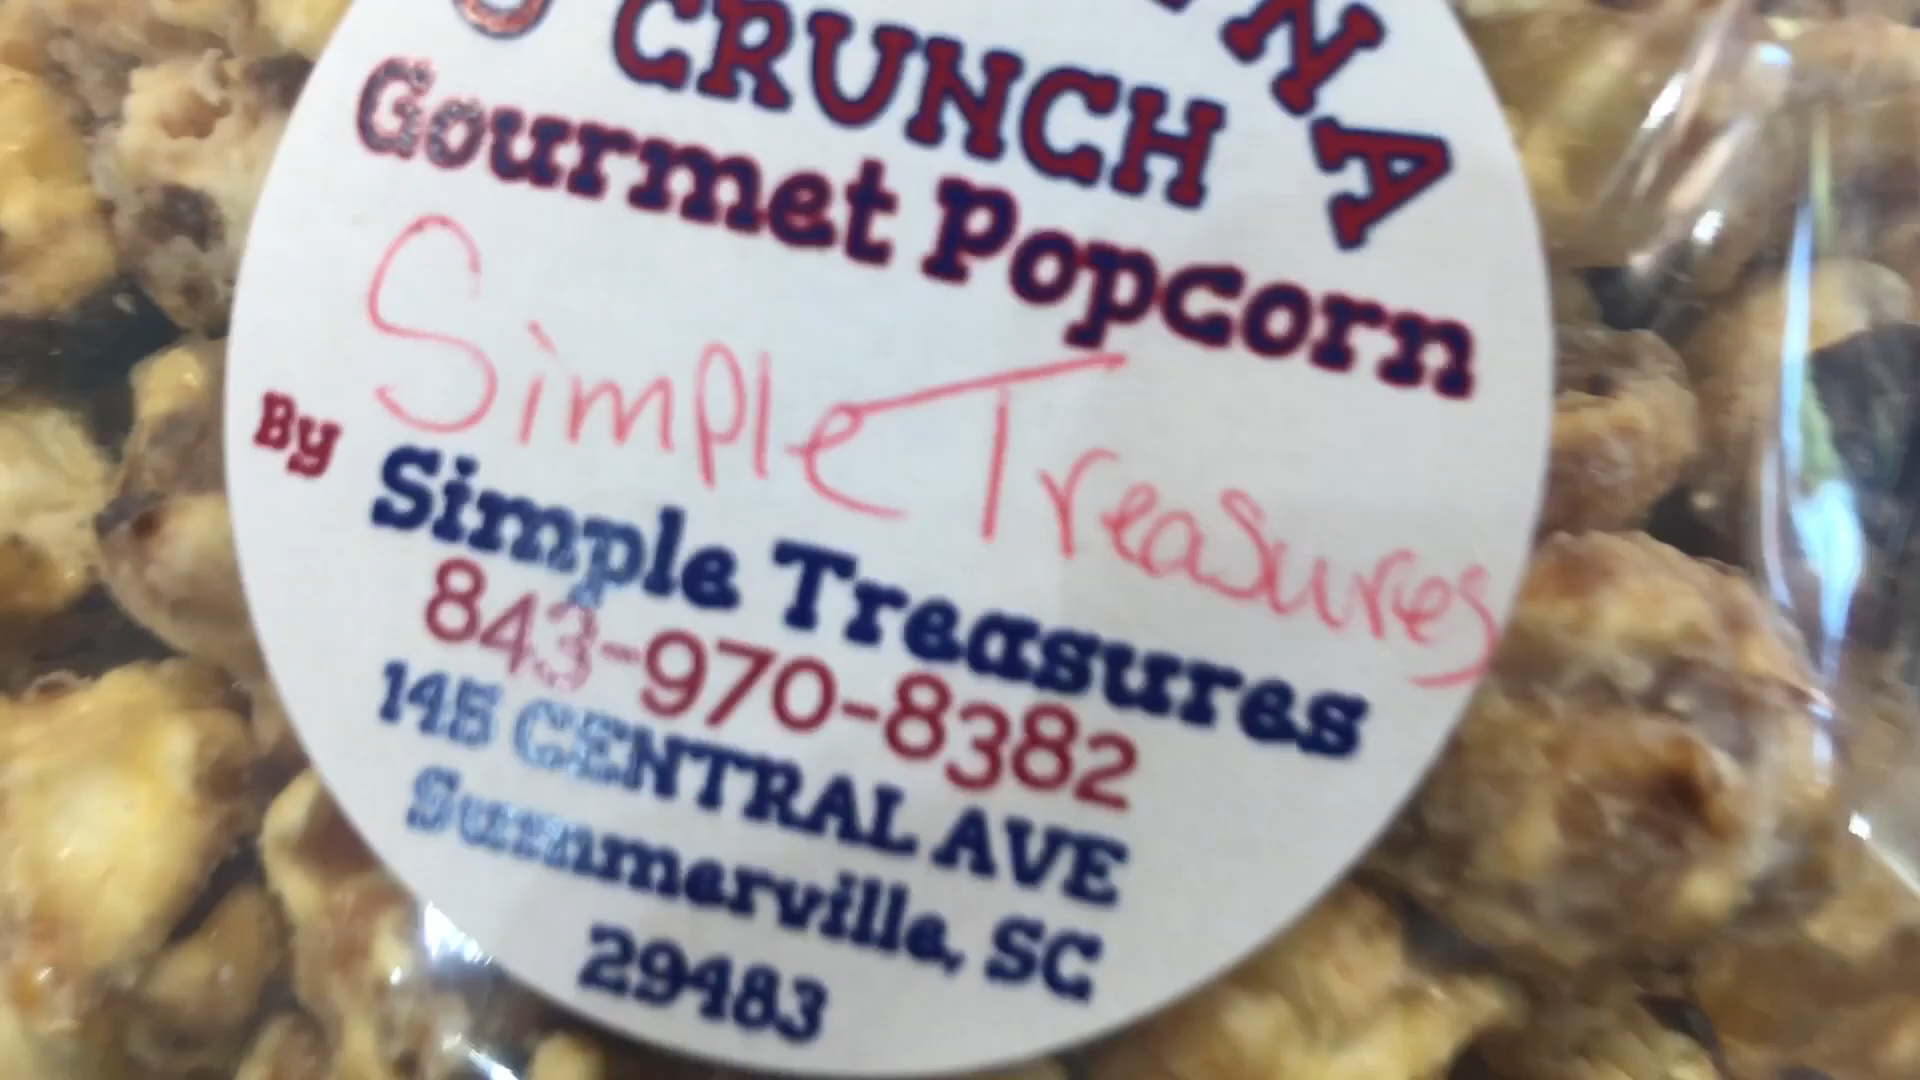 CRUNCH
Gourmet Popcorn
Simple Treasures
By Simple Treasures
843-970-8382
145 CENTRAL AVE
Summerville, SC
29483